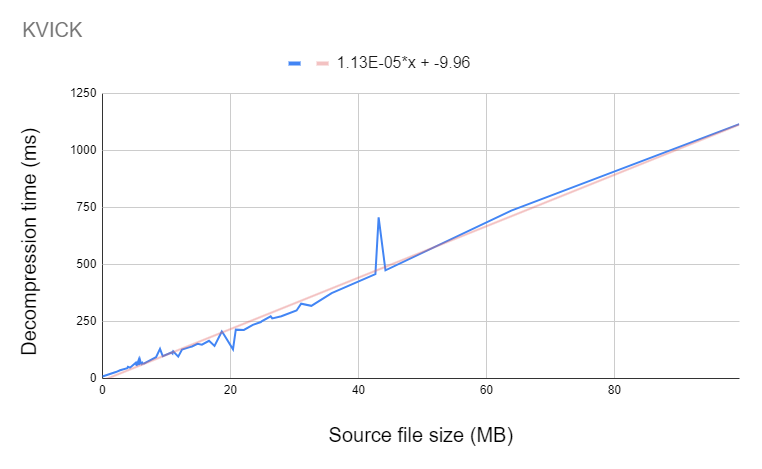 KVICK
1.13E-05*x + -9.96
1250
1000
750
500
250
0
0 20 40 60 80
Decompression time (ms)
Source file size (MB)